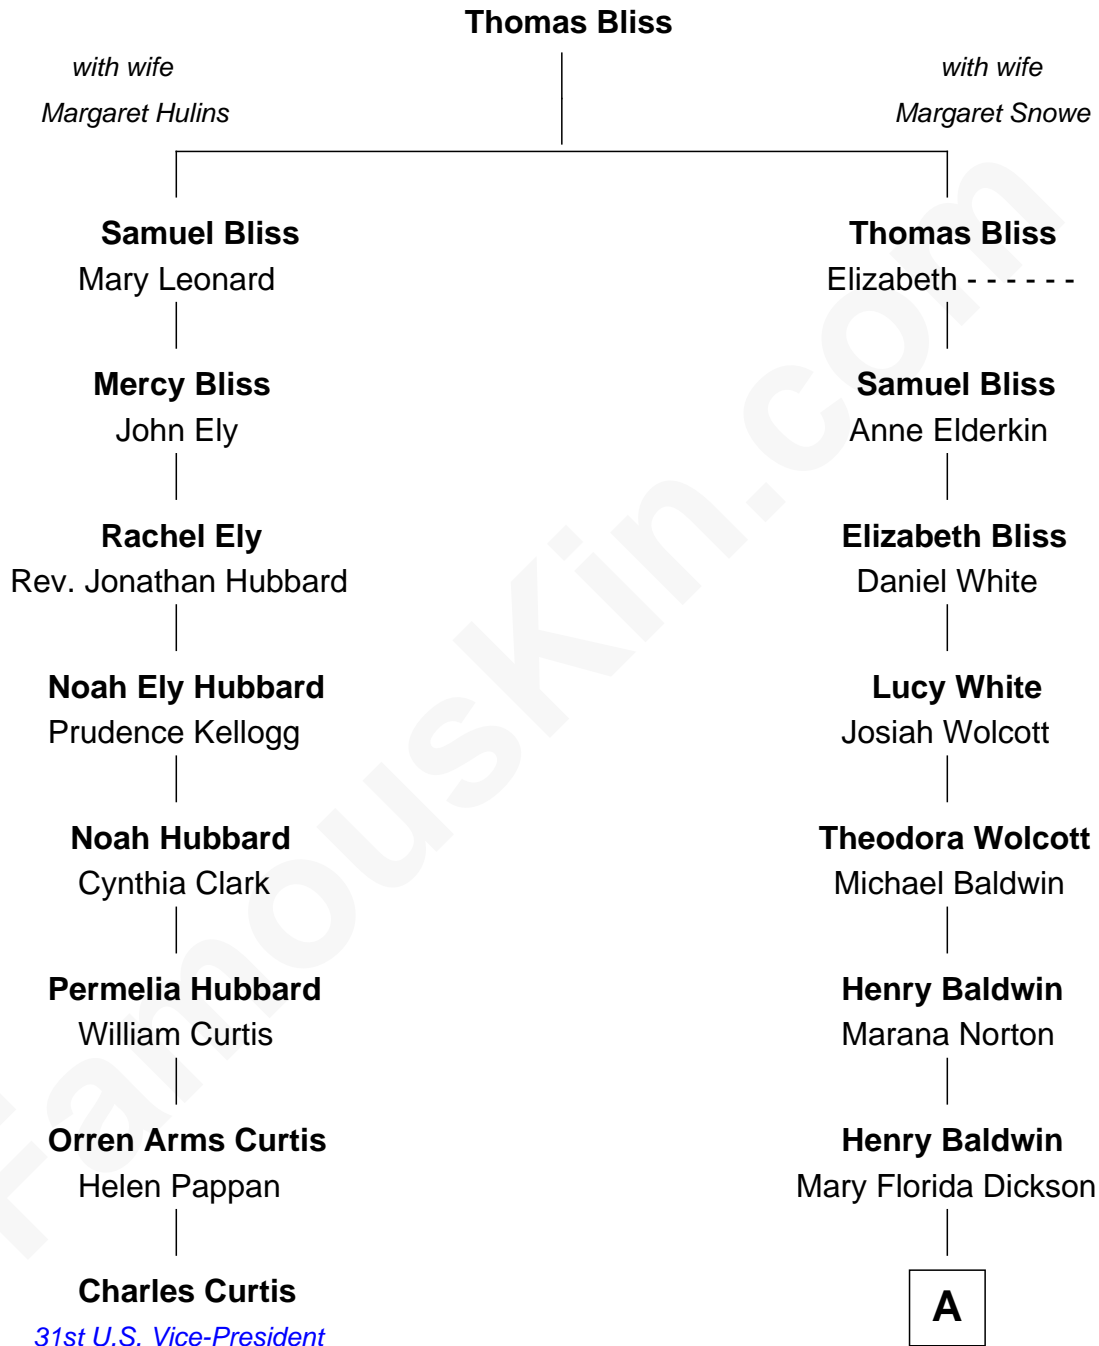 Thomas Bliss
with wife
Margaret Hulins
with wife
Margaret Snowe
Samuel Bliss
Mary Leonard
Thomas Bliss
Elizabeth - - - - - -
Mercy Bliss
John Ely
Samuel Bliss
Anne Elderkin
Rachel Ely
Rev. Jonathan Hubbard
Elizabeth Bliss
Daniel White
Noah Ely Hubbard
Prudence Kellogg
Lucy White
Josiah Wolcott
Noah Hubbard
Cynthia Clark
Theodora Wolcott
Michael Baldwin
Permelia Hubbard
William Curtis
Henry Baldwin
Marana Norton
Orren Arms Curtis
Helen Pappan
Henry Baldwin
Mary Florida Dickson
Charles Curtis
31st U.S. Vice-President
A
FamousKin.com